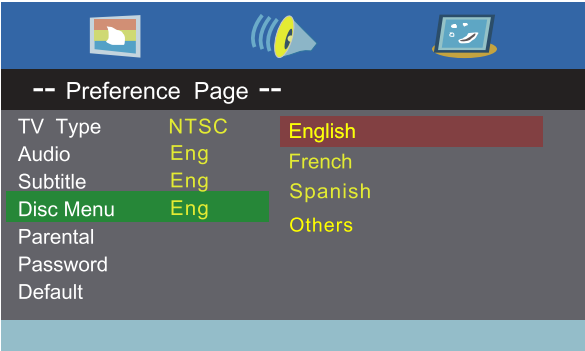 -- Preference Page --
TV Type NTSC English
Audio Eng French
Subtitle Eng Spanish
Disc Menu Eng Others
Parental
Password
Default